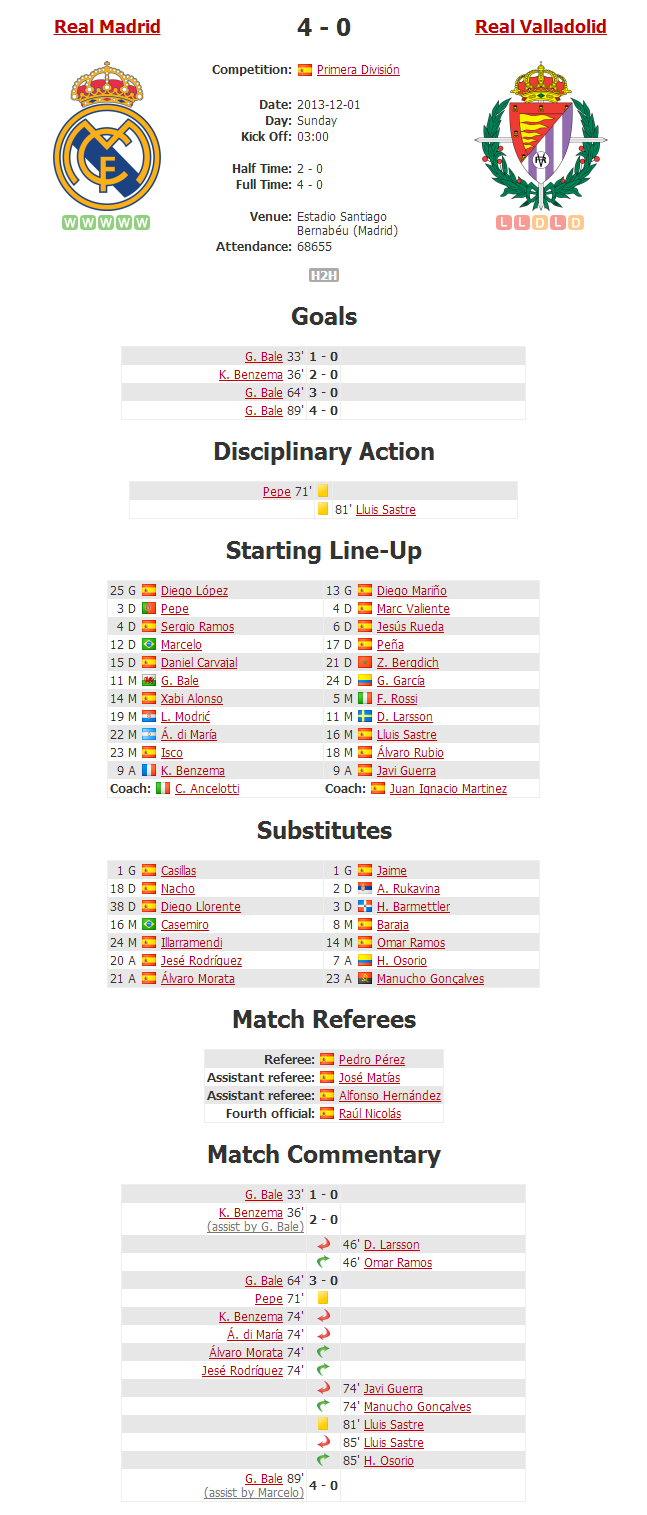 Real Madrid 4 - 0 Real Valladolid
Competition: Primera División
Date: 2013-12-01
Day: Sunday
Kick Off: 03:00
Half Time: 2 - 0
Full Time: 4 - 0
Venue: Estadio Santiago
Bernabéu (Madrid)
W W W W W
L L D L D
Attendance: 68655
H2H
Goals
G. Bale 33' 1 - 0
K. Benzema 36' 2 - 0
G. Bale 64' 3 - 0
G. Bale 89' 4 - 0
Disciplinary Action
Pepe 71'
81' Lluis Sastre
Starting Line-Up
25 G Diego López 13 G Diego Mariño
3 D Pepe 4 D Marc Valiente
4 D Sergio Ramos 6 D Jesús Rueda
12 D Marcelo 17 D Peña
15 D Daniel Carvajal 21 D Z. Bergdich
11 M G. Bale 24 D G. García
14 M Xabi Alonso 5 M F. Rossi
19 M L. Modrić 11 M D. Larsson
22 M Á. di María 16 M Lluis Sastre
23 M Isco 18 M Álvaro Rubio
9 A K. Benzema 9 A Javi Guerra
Coach: C. Ancelotti Coach: Juan Ignacio Martinez
Substitutes
1 G Casillas 1 G Jaime
18 D Nacho 2 D A. Rukavina
38 D Diego Llorente 3 D H. Barmettler
16 M Casemiro 8 M Baraja
24 M Illarramendi 14 M Omar Ramos
20 A Jesé Rodríguez 7 A H. Osorio
21 A Álvaro Morata 23 A Manucho Gonçalves
Match Referees
Referee: Pedro Pérez
Assistant referee: José Matías
Assistant referee: Alfonso Hernández
Fourth official: Raúl Nicolás
Match Commentary
G. Bale 33' 1 - 0
K. Benzema 36' 2 - 0
(assist by G. Bale)
46' D. Larsson
46' Omar Ramos
G. Bale 64' 3 - 0
Pepe 71'
K. Benzema 74'
Á. di María 74'
Álvaro Morata 74'
Jesé Rodríguez 74'
74' Javi Guerra
74' Manucho Gonçalves
81' Lluis Sastre
85' Lluis Sastre
85' H. Osorio
G. Bale 89' 4 - 0
(assist by Marcelo)